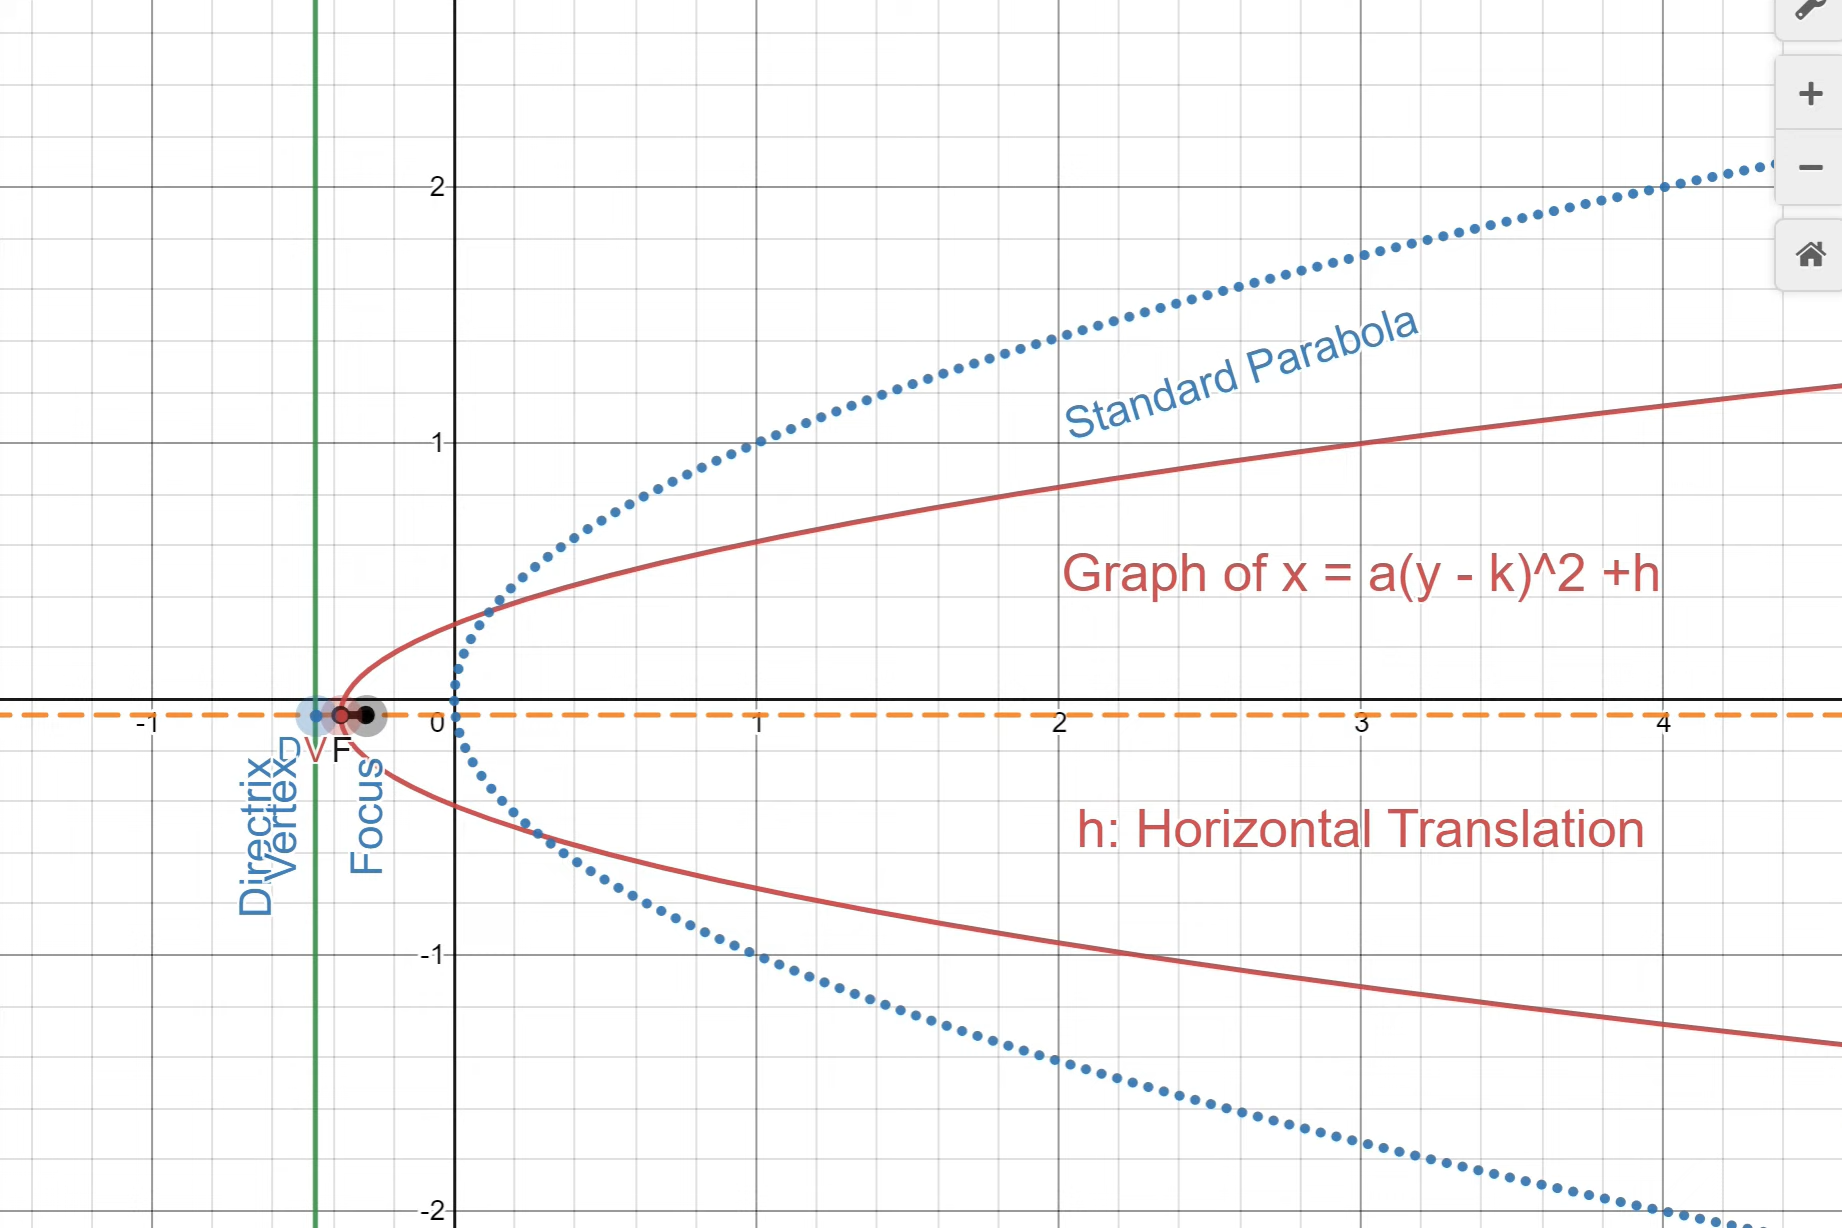 2
Standard Parabola
1
Graph of x = a(y - k)^2 +h
-1
0
1
2
3
4
D
V
F
Directrix
Vertex
Focus
h: Horizontal Translation
-1
-2